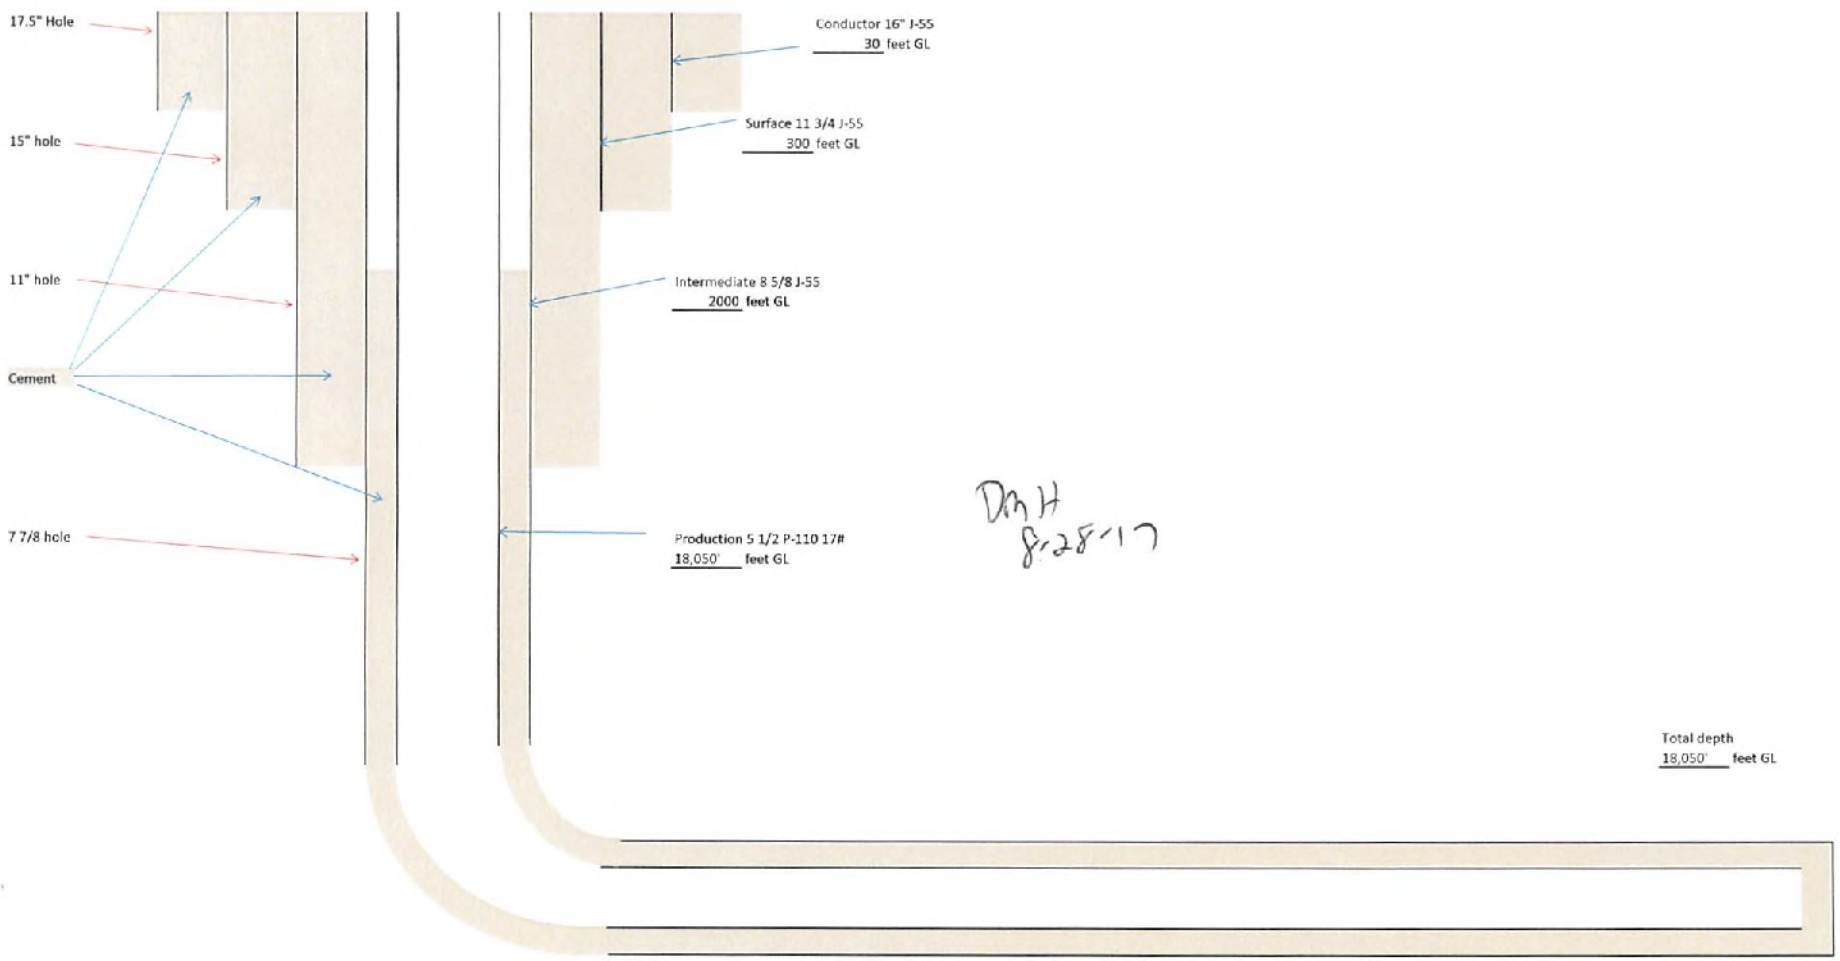 17.5" Hole
Conductor 16" J-55
30 feet GL
Surface 11 3/4 J-55
300 feet GL
15" hole
11" hole
Intermediate 8 5/8 J-55
2000 feet GL
Cement
7 7/8 hole
Production 5 1/2 P-110 17#
18,050' feet GL
DMH
8-28-17
Total depth
18,050' feet GL